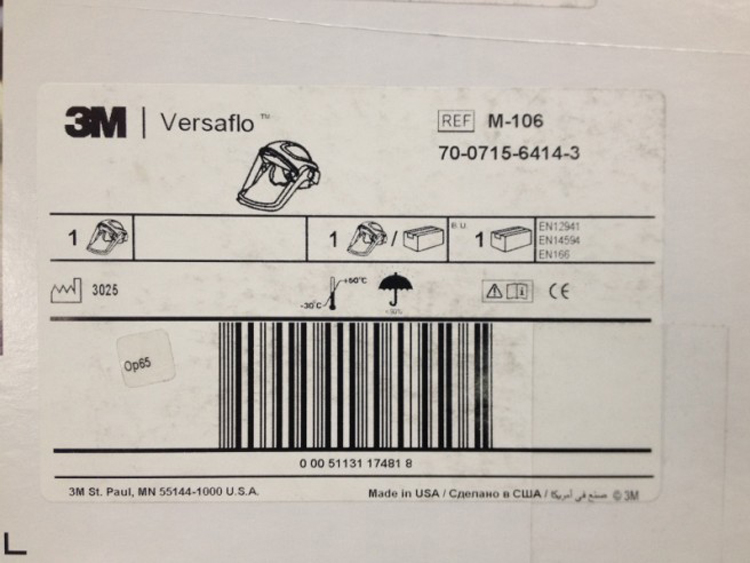 3M | Versaflo™
REF M-106
70-0715-6414-3
1
1 /
B.U.
1
EN12941
EN14594
EN166
3025
+50°C
-30°C
CE
Op65
0 00 51131 17481 8
3M St. Paul, MN 55144-1000 U.S.A.
Made in USA / Сделано в США / صنع في أمريكا © 3M